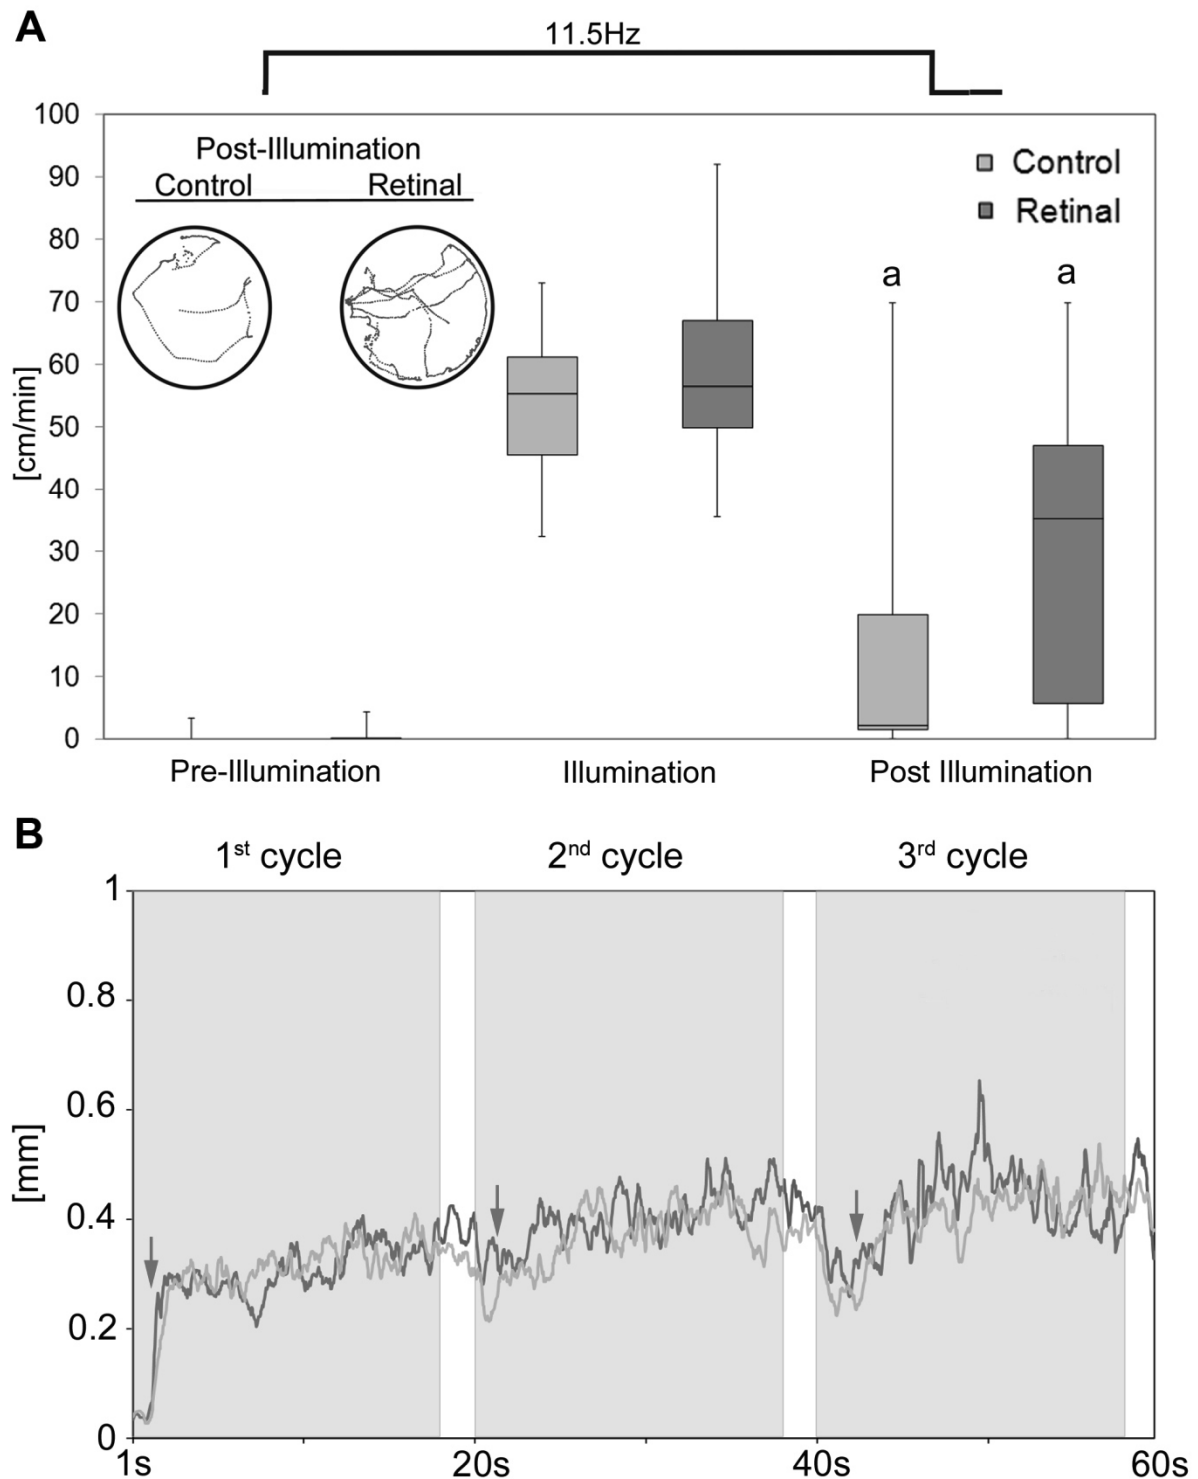 A
11.5Hz
100
90
80
70
60
50
40
30
20
10
0
[cm/min]
Post-Illumination
Control Retinal
Control
Retinal
a a
Pre-Illumination Illumination Post Illumination
B
1st cycle 2nd cycle 3rd cycle
1
0.8
0.6
0.4
0.2
0
[mm]
1s 20s 40s 60s